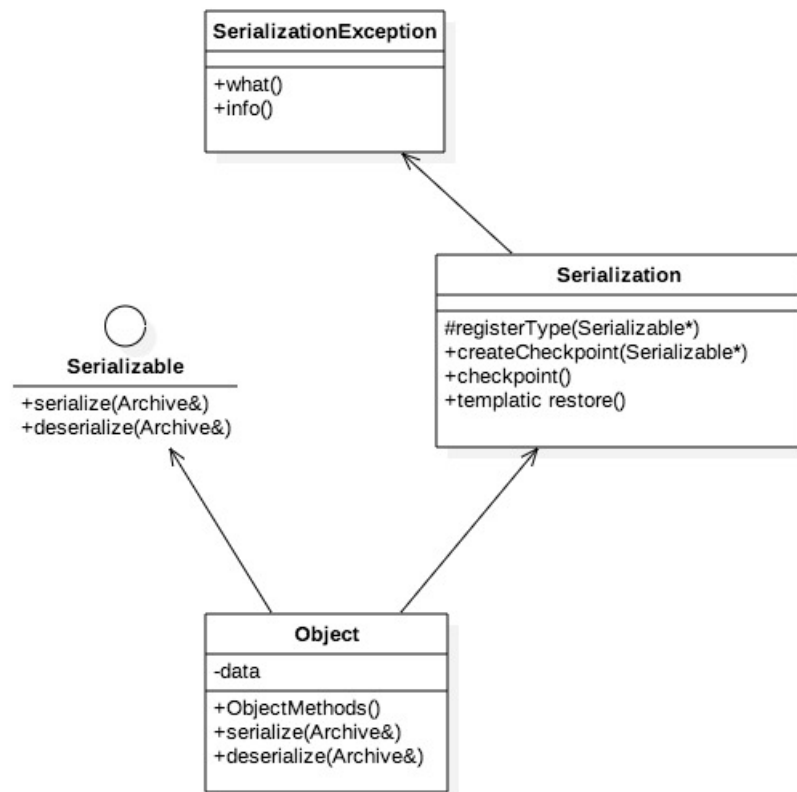 SerializationException
+what()
+info()
Serialization
#registerType(Serializable*)
+createCheckpoint(Serializable*)
+checkpoint()
+templatic restore()
Serializable
+serialize(Archive&)
+deserialize(Archive&)
Object
-data
+ObjectMethods()
+serialize(Archive&)
+deserialize(Archive&)